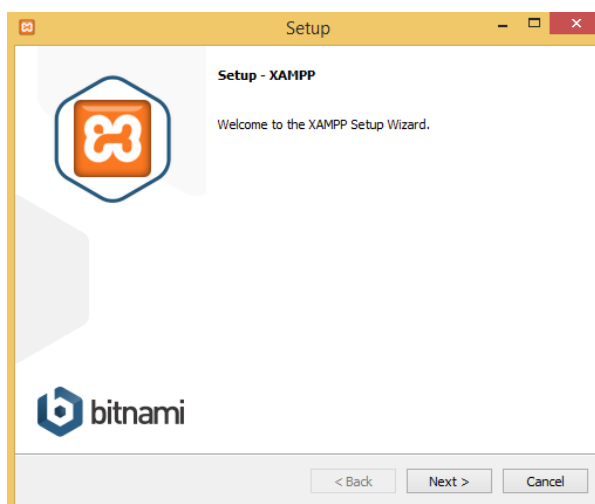 Setup
Setup - XAMPP
Welcome to the XAMPP Setup Wizard.
bitnami
< Back
Next >
Cancel